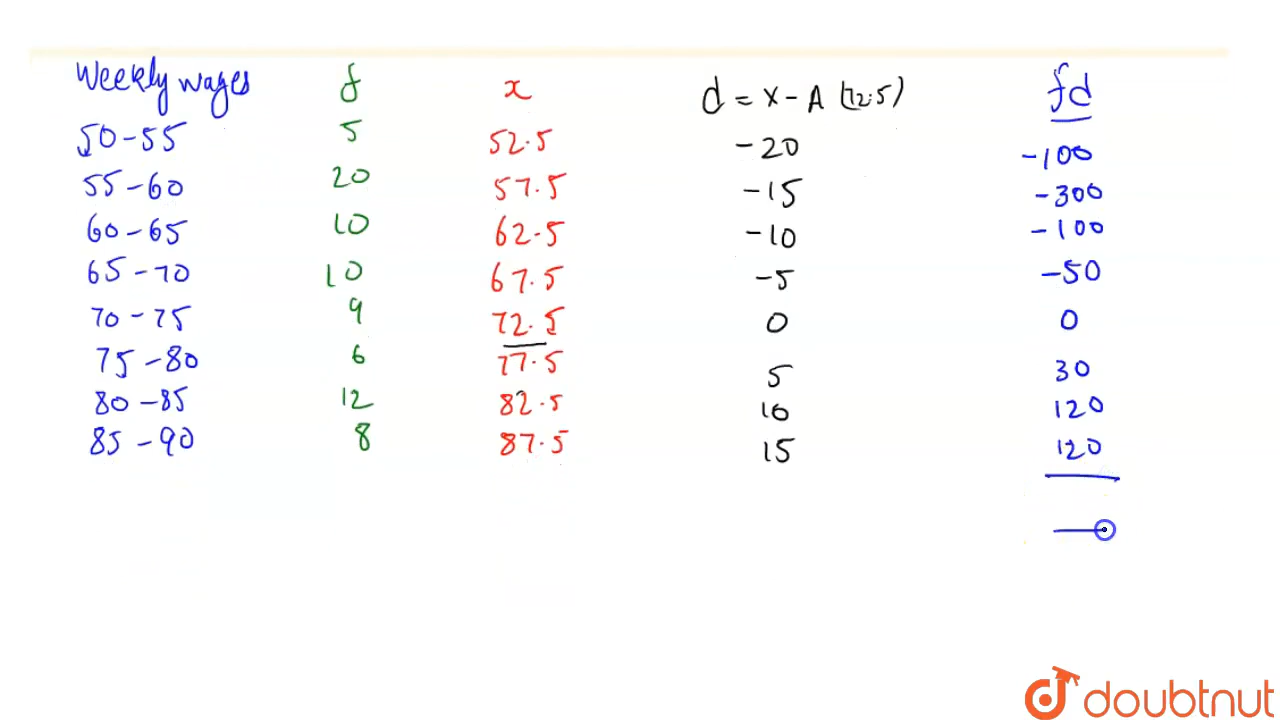 Weekly wages f x d = x - A (72.5) fd
50-55 5 52.5 -20 -100
55-60 20 57.5 -15 -300
60-65 10 62.5 -10 -100
65-70 10 67.5 -5 -50
70-75 9 72.5 0 0
75-80 6 77.5 5 30
80-85 12 82.5 10 120
85-90 8 87.5 15 120
doubtnut